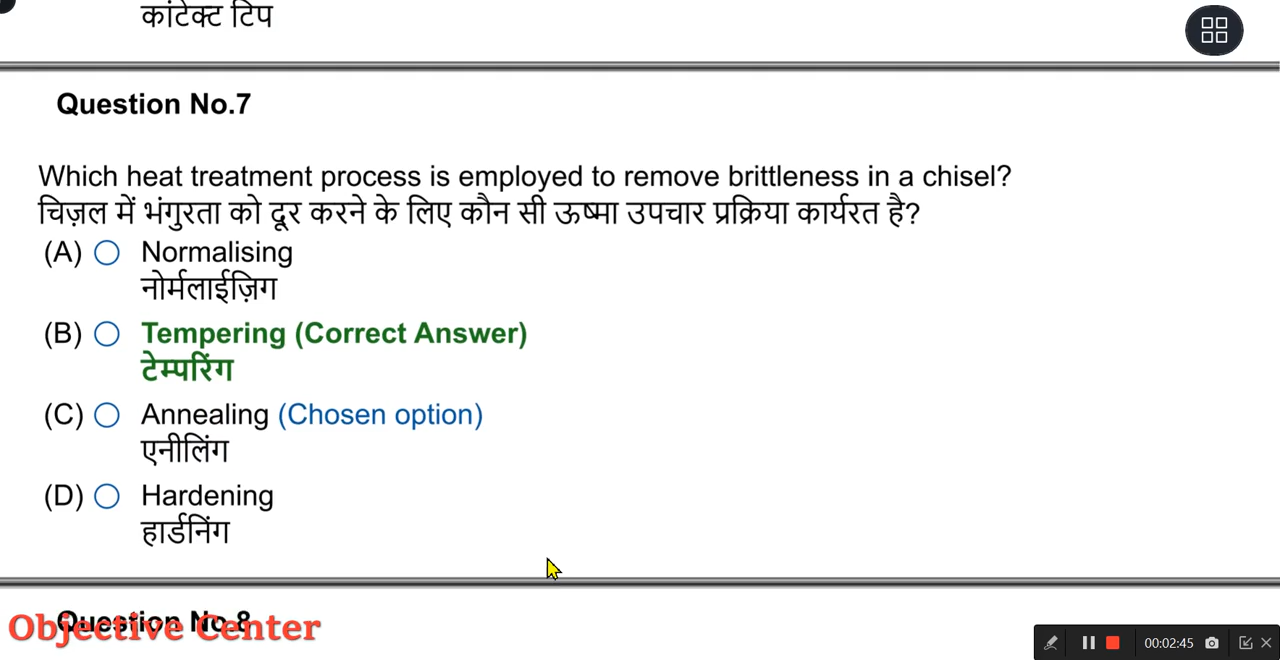 कांटेक्ट टिप
Question No.7
Which heat treatment process is employed to remove brittleness in a chisel?
चिज़ल में भंगुरता को दूर करने के लिए कौन सी ऊष्मा उपचार प्रक्रिया कार्यरत है?
(A) Normalising
नोर्मलाईज़िग
(B) Tempering (Correct Answer)
टेम्परिंग
(C) Annealing (Chosen option)
एनीलिंग
(D) Hardening
हार्डनिंग
Question No.8
Objective Center
00:02:45